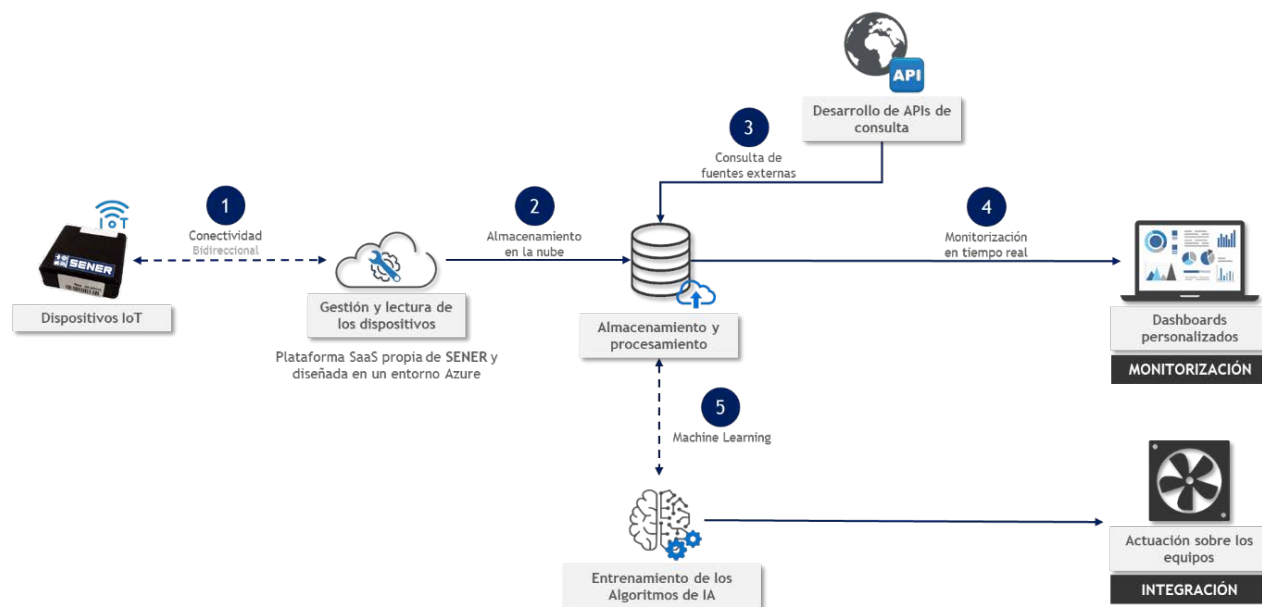 API
Desarrollo de APIs de
consulta
3
Consulta de
fuentes externas
1
Conectividad
Bidireccional
IoT
SENER
Dispositivos IoT
Gestión y lectura de
los dispositivos
Plataforma SaaS propia de SENER y
diseñada en un entorno Azure
2
Almacenamiento
en la nube
Almacenamiento y
procesamiento
4
Monitorización
en tiempo real
Dashboards
personalizados
MONITORIZACIÓN
5
Machine Learning
Entrenamiento de los
Algoritmos de IA
Actuación sobre los
equipos
INTEGRACIÓN